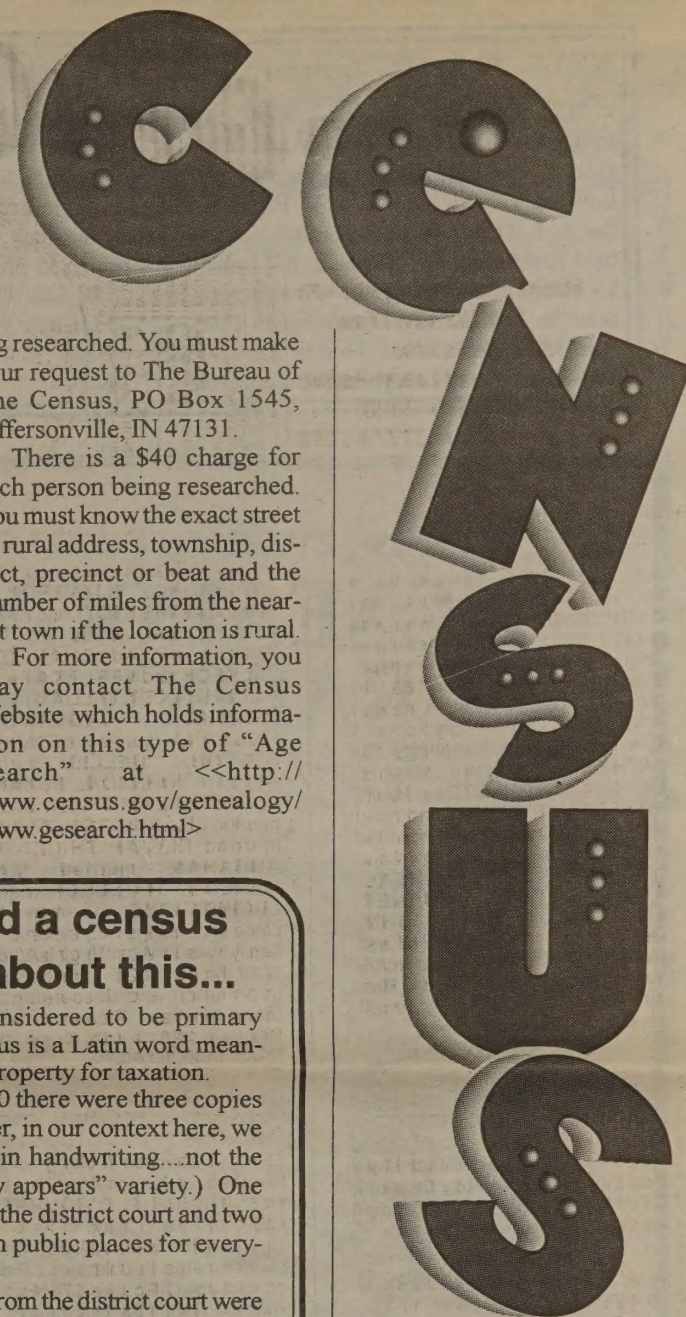 CeNSUS
g researched. You must make
ur request to The Bureau of
ne Census, PO Box 1545,
ffersonville, IN 47131.
There is a $40 charge for
ch person being researched.
ou must know the exact street
rural address, township, dis-
ct, precinct or beat and the
umber of miles from the near-
t town if the location is rural.
For more information, you
ay contact The Census
ebsite which holds informa-
on on this type of "Age
earch" at <<http://
ww.census.gov/genealogy/
ww.gesearch.html>
d a census
about this...
nsidered to be primary
us is a Latin word mean-
roperty for taxation.
0 there were three copies
er, in our context here, we
in handwriting....not the
y appears" variety.) One
the district court and two
n public places for every-
rom the district court were